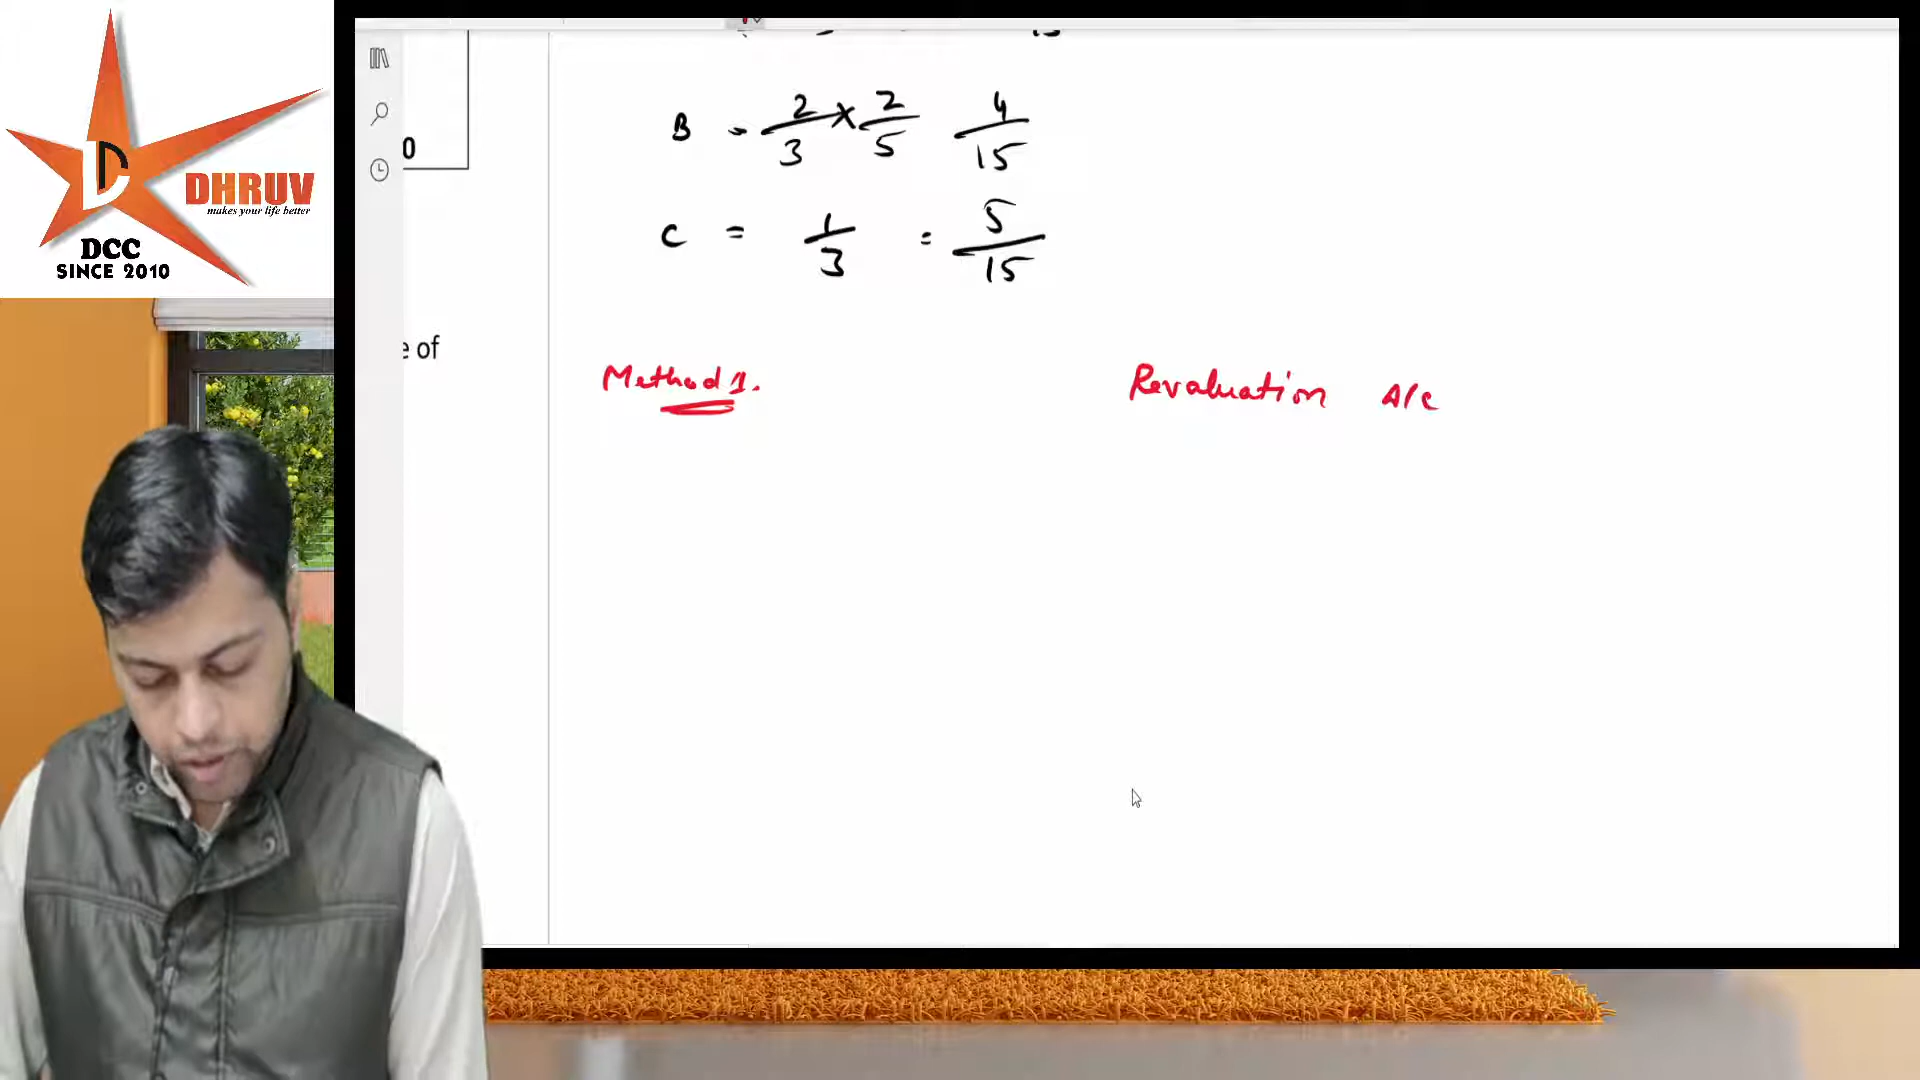 D
DHRUV
makes your life better
DCC
SINCE 2010
0
e of
15
B = 2/3 × 2/5 4/15
C = 1/3 = 5/15
Method 1.
Revaluation A/c